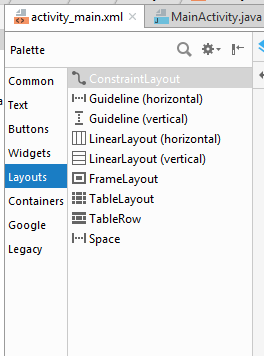 activity_main.xml
MainActivity.java
Palette
Common
Text
Buttons
Widgets
Layouts
Containers
Google
Legacy
ConstraintLayout
Guideline (horizontal)
Guideline (vertical)
LinearLayout (horizontal)
LinearLayout (vertical)
FrameLayout
TableLayout
TableRow
Space